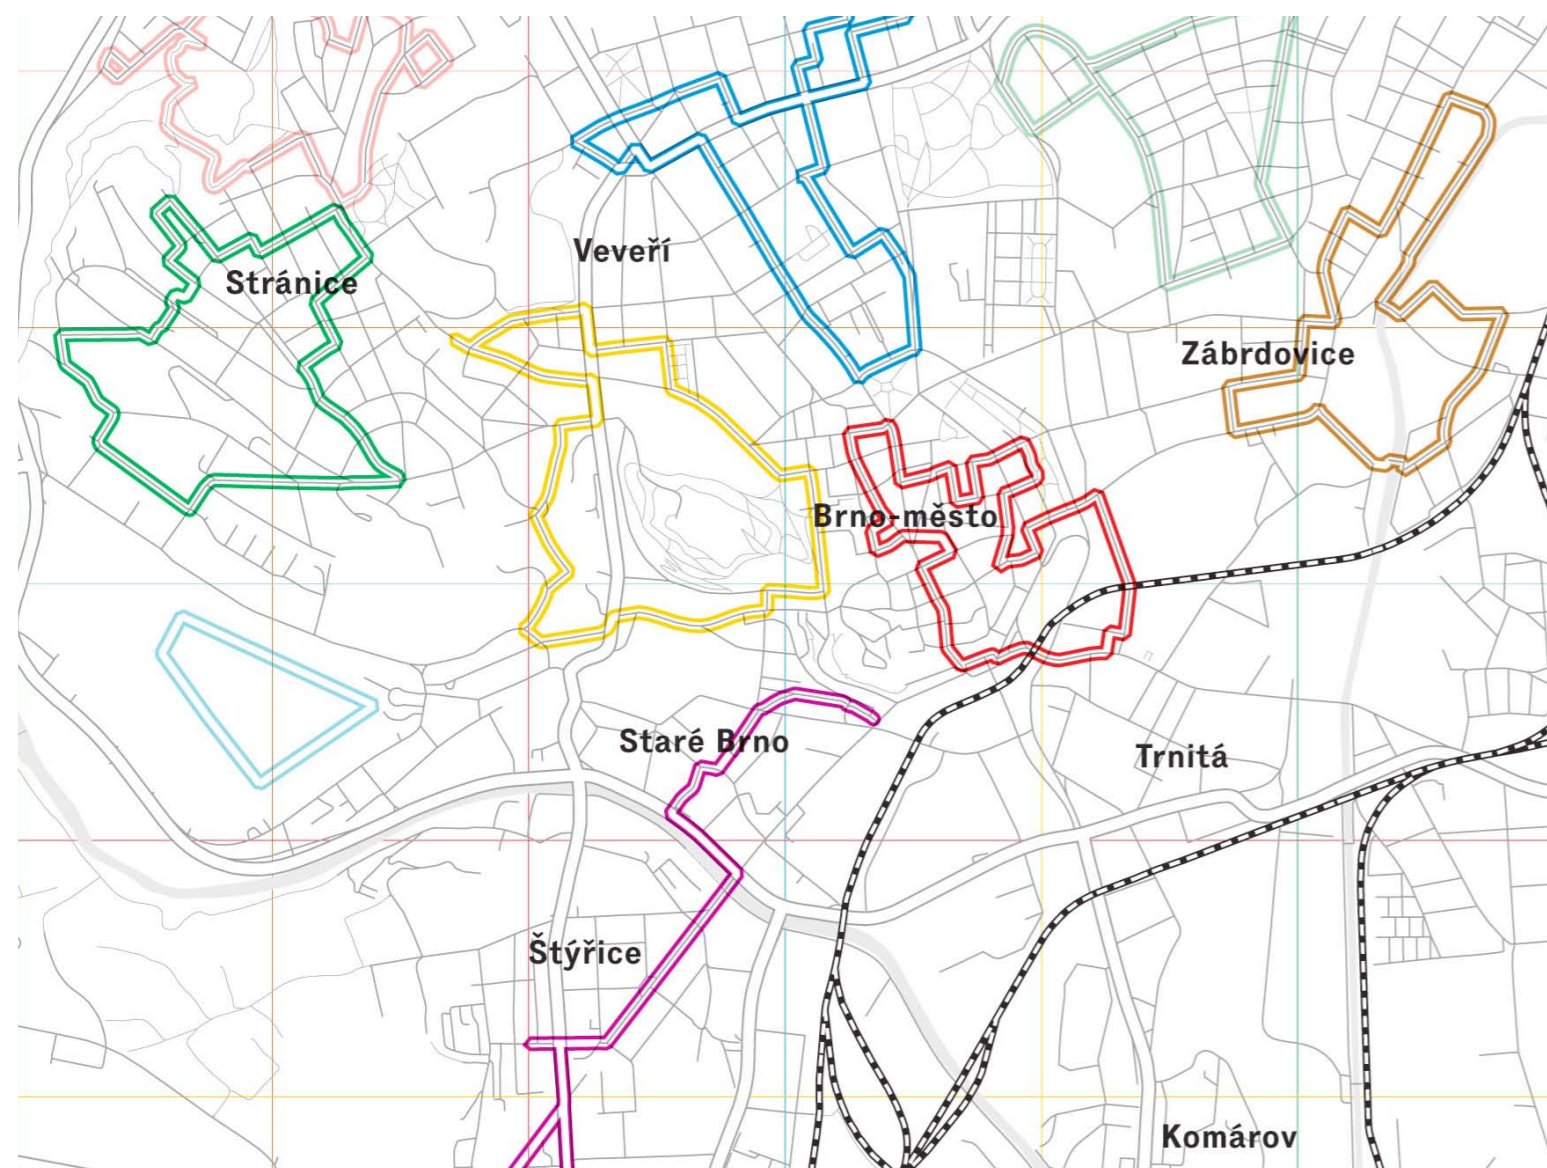 Veveří
Stránice
Zábrdovice
Brno-město
Staré Brno
Trnitá
Štýřice
Komárov